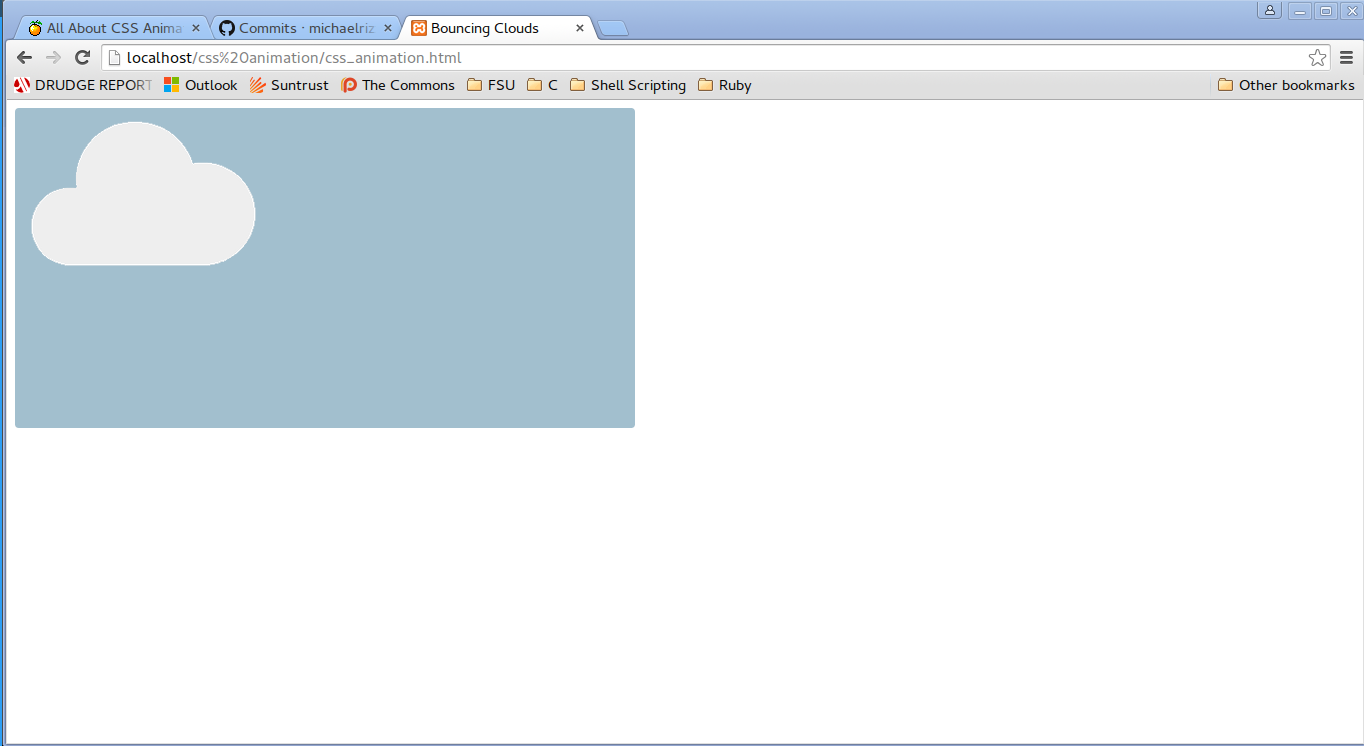 All About CSS Anima Commits · michaelriz Bouncing Clouds
localhost/css%20animation/css_animation.html
DRUDGE REPORT Outlook Suntrust The Commons FSU C Shell Scripting Ruby Other bookmarks